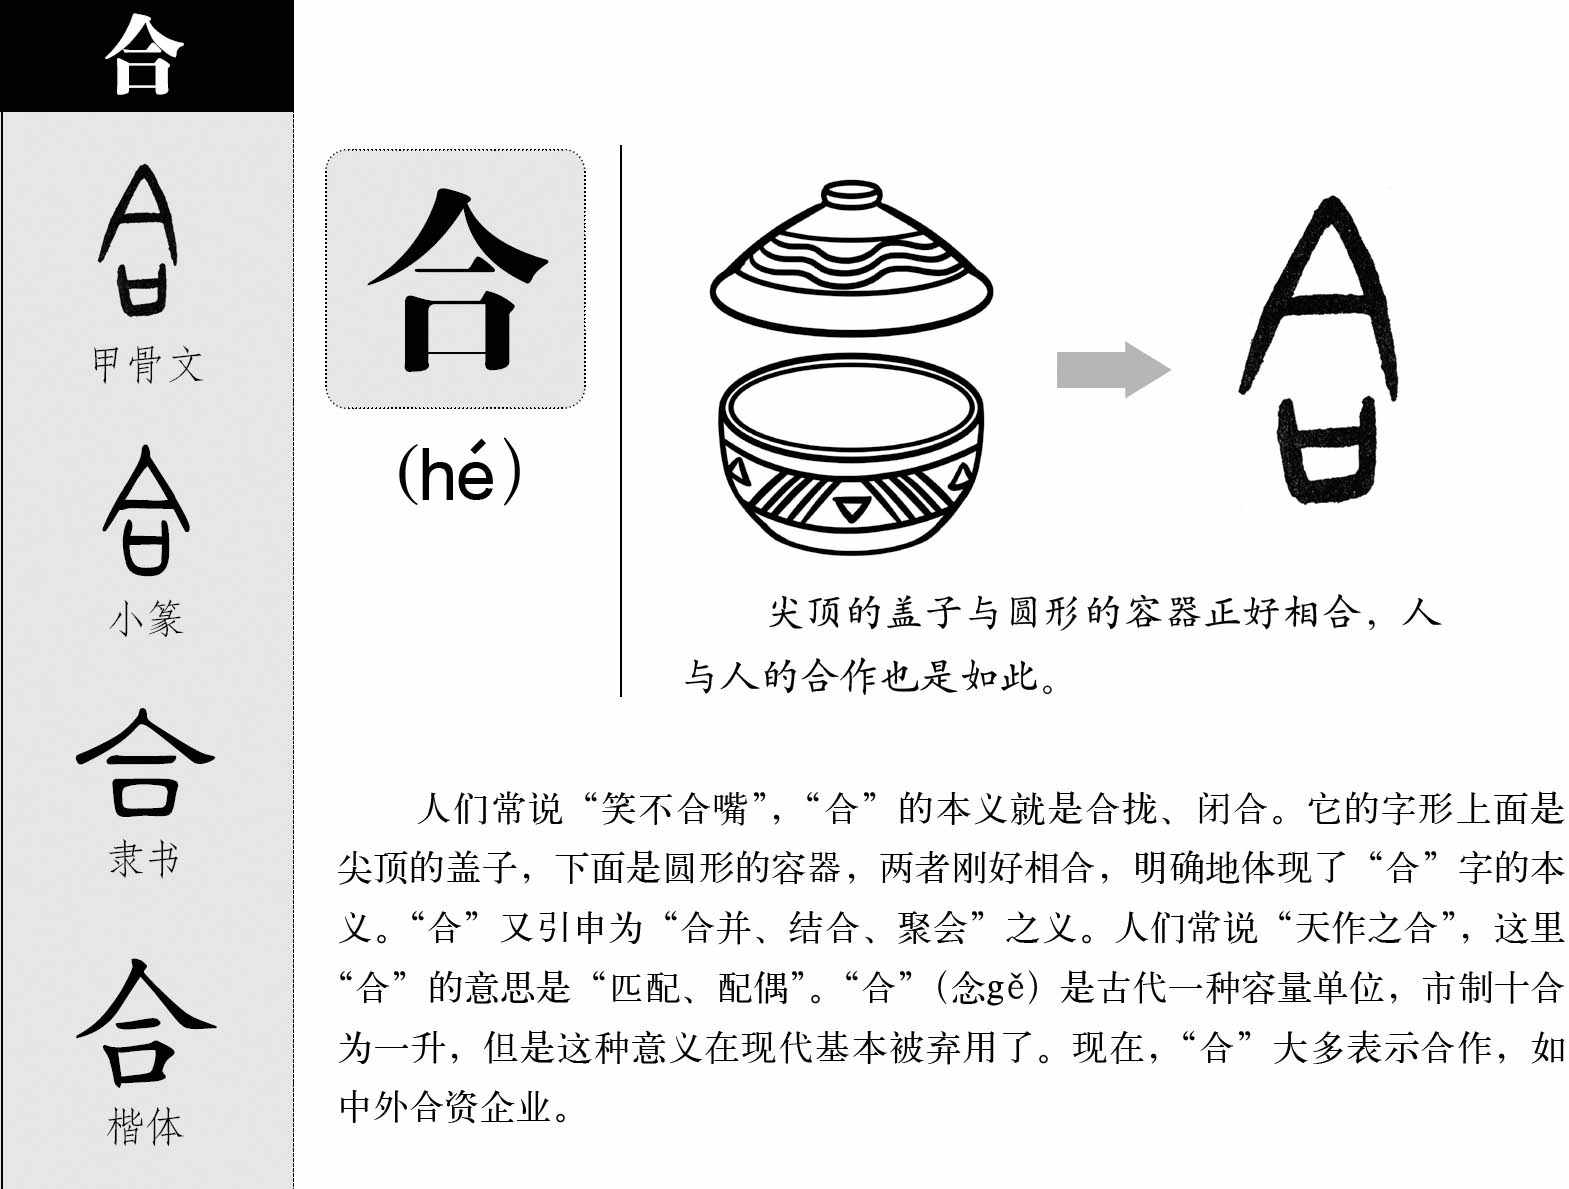 合
甲骨文
小篆
隶书
楷体
合
(hé)
尖顶的盖子与圆形的容器正好相合，人
与人的合作也是如此。
人们常说“笑不合嘴”，“合”的本义就是合拢、闭合。它的字形上面是
尖顶的盖子，下面是圆形的容器，两者刚好相合，明确地体现了“合”字的本
义。“合”又引申为“合并、结合、聚会”之义。人们常说“天作之合”，这里
“合”的意思是“匹配、配偶”。“合”（念gě）是古代一种容量单位，市制十合
为一升，但是这种意义在现代基本被弃用了。现在，“合”大多表示合作，如
中外合资企业。